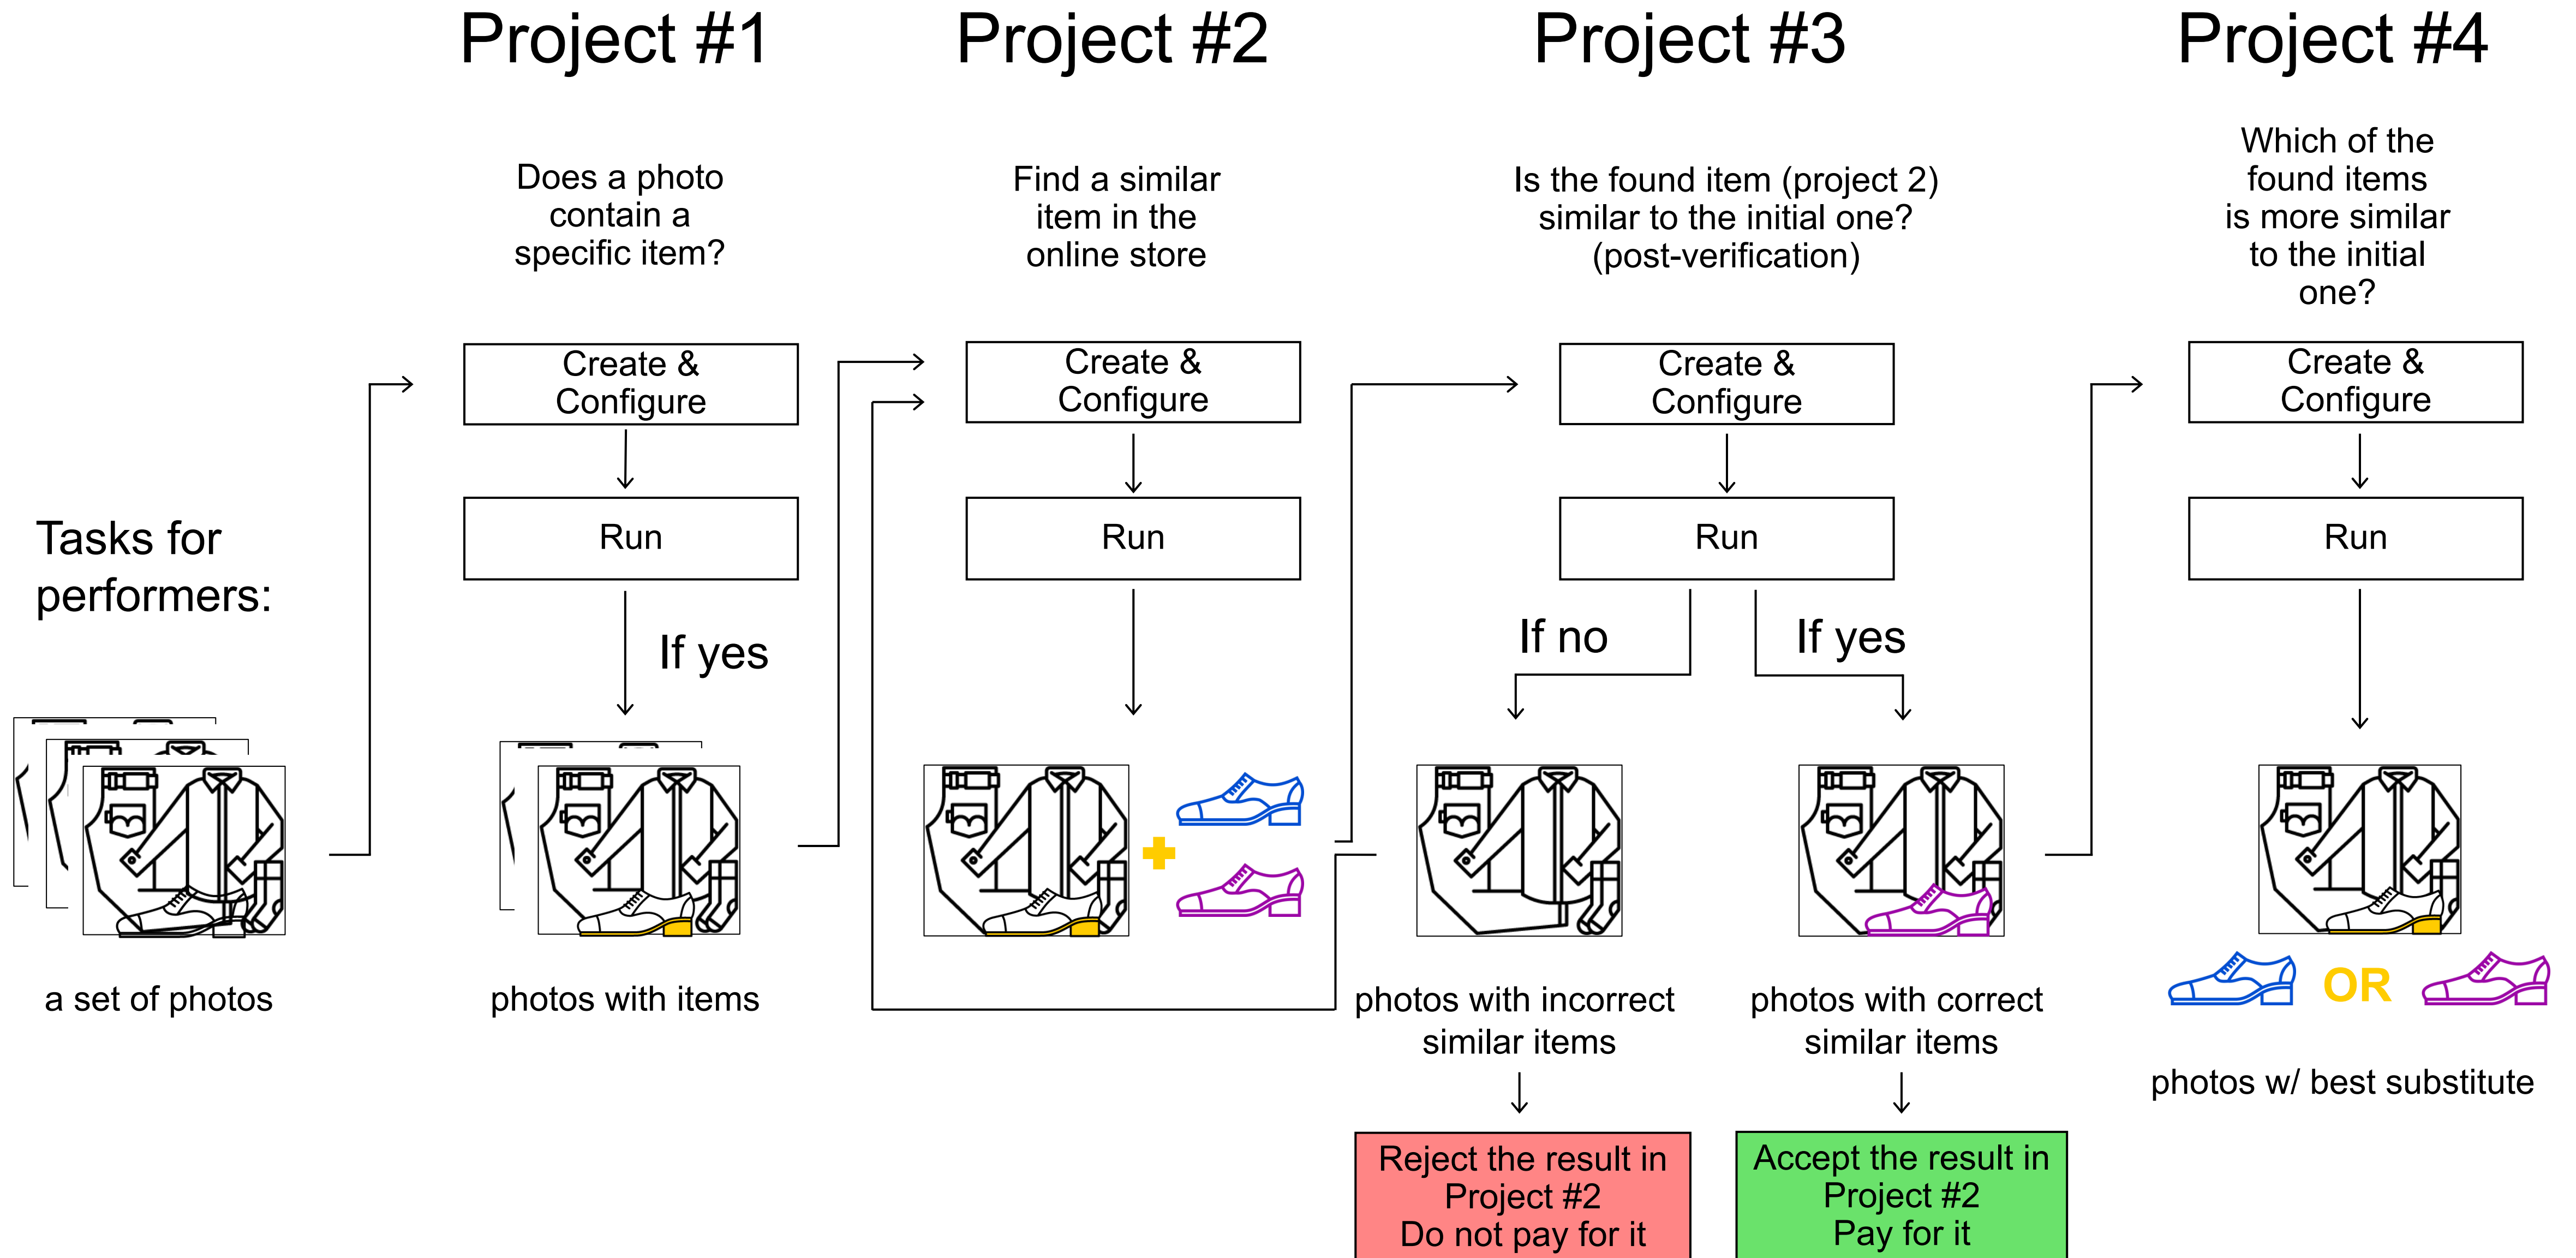 Project #1
Project #2
Project #3
Project #4
Does a photo
contain a
specific item?
Find a similar
item in the
online store
Is the found item (project 2)
similar to the initial one?
(post-verification)
Which of the
found items
is more similar
to the initial
one?
Create &
Configure
Create &
Configure
Create &
Configure
Create &
Configure
Run
Run
Run
Run
Tasks for
performers:
If yes
If no
If yes
a set of photos
photos with items
photos with incorrect
similar items
photos with correct
similar items
OR
photos w/ best substitute
Reject the result in
Project #2
Do not pay for it
Accept the result in
Project #2
Pay for it